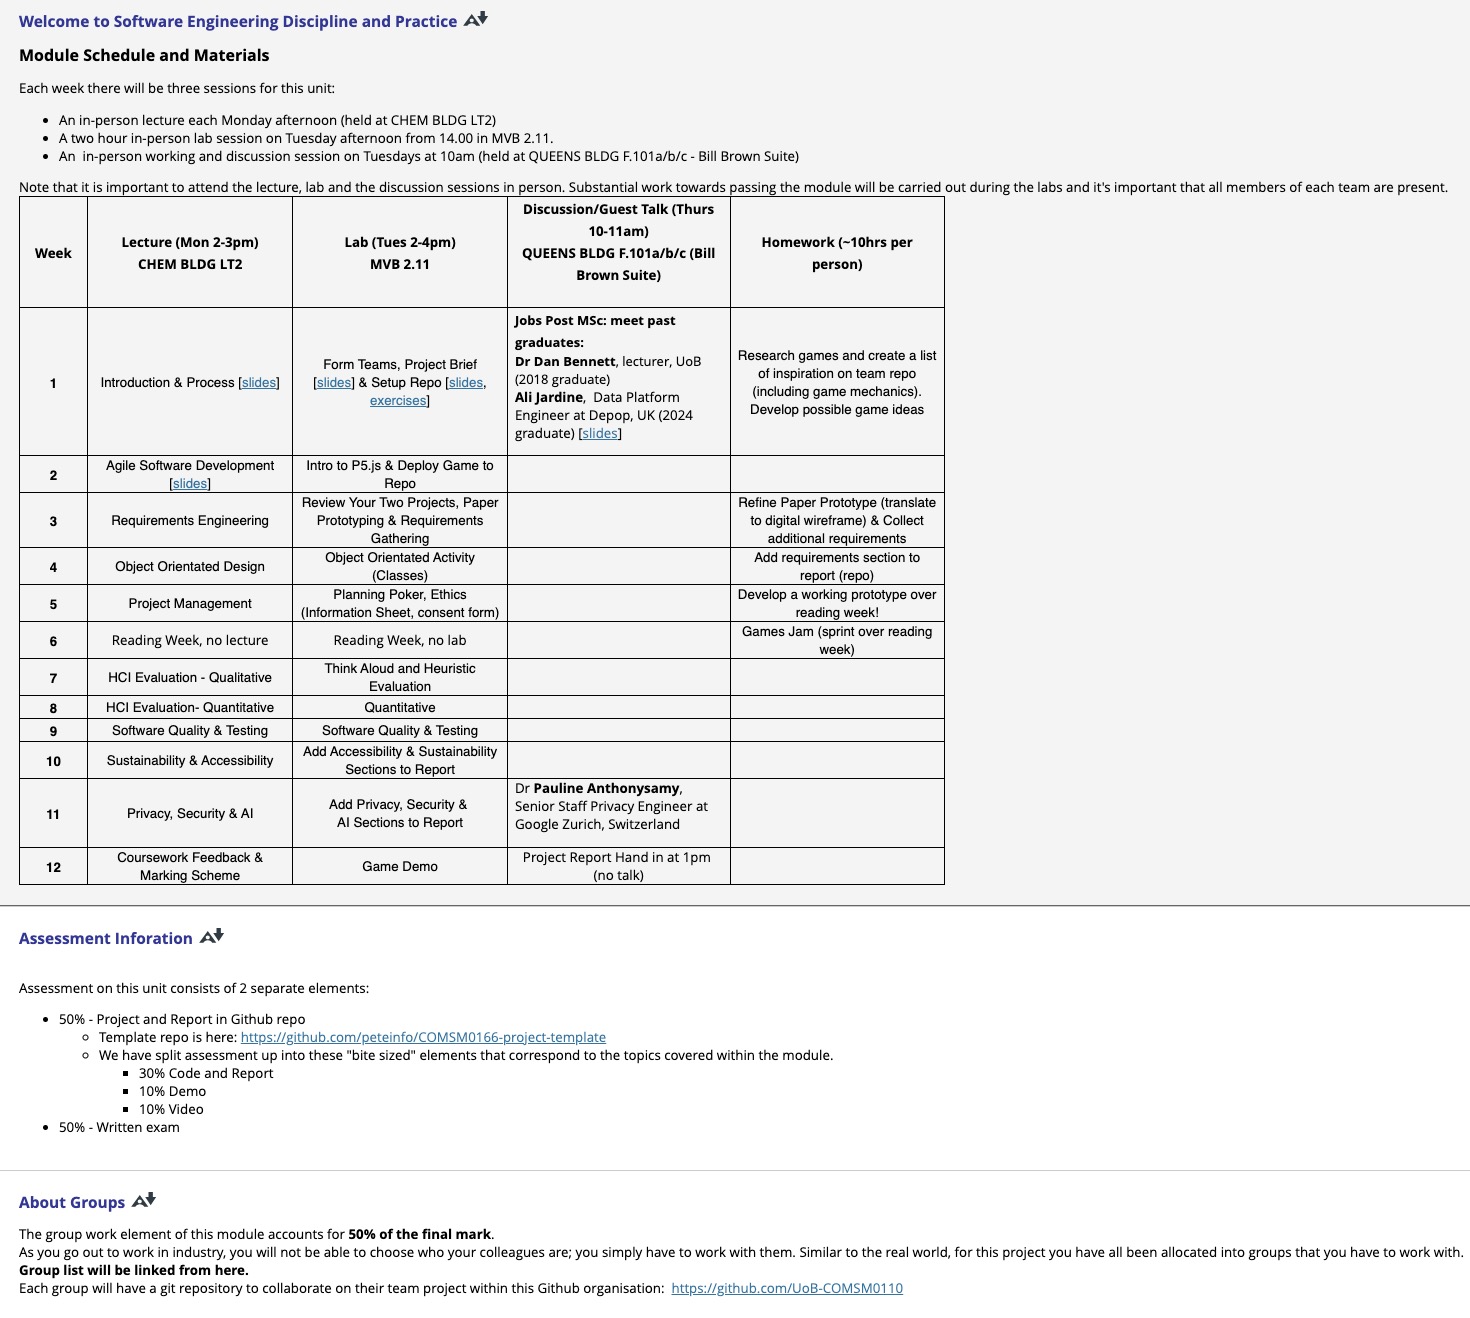 Welcome to Software Engineering Discipline and Practice
Module Schedule and Materials
Each week there will be three sessions for this unit:
• An in-person lecture each Monday afternoon (held at CHEM BLDG LT2)
• A two hour in-person lab session on Tuesday afternoon from 14.00 in MVB 2.11.
• An  in-person working and discussion session on Tuesdays at 10am (held at QUEENS BLDG F.101a/b/c - Bill Brown Suite)
Note that it is important to attend the lecture, lab and the discussion sessions in person. Substantial work towards passing the module will be carried out during the labs and it's important that all members of each team are present.
Week
Lecture (Mon 2-3pm)
CHEM BLDG LT2
Lab (Tues 2-4pm)
MVB 2.11
Discussion/Guest Talk (Thurs
10-11am)
QUEENS BLDG F.101a/b/c (Bill
Brown Suite)
Homework (~10hrs per
person)
1
Introduction & Process [slides]
Form Teams, Project Brief
[slides] & Setup Repo [slides,
exercises]
Jobs Post MSc: meet past
graduates:
Dr Dan Bennett, lecturer, UoB
(2018 graduate)
Ali Jardine,  Data Platform
Engineer at Depop, UK (2024
graduate) [slides]
Research games and create a list
of inspiration on team repo
(including game mechanics).
Develop possible game ideas
2
Agile Software Development
[slides]
Intro to P5.js & Deploy Game to
Repo
3
Requirements Engineering
Review Your Two Projects, Paper
Prototyping & Requirements
Gathering
Refine Paper Prototype (translate
to digital wireframe) & Collect
additional requirements
4
Object Orientated Design
Object Orientated Activity
(Classes)
Add requirements section to
report (repo)
5
Project Management
Planning Poker, Ethics
(Information Sheet, consent form)
Develop a working prototype over
reading week!
6
Reading Week, no lecture
Reading Week, no lab
Games Jam (sprint over reading
week)
7
HCI Evaluation - Qualitative
Think Aloud and Heuristic
Evaluation
8
HCI Evaluation- Quantitative
Quantitative
9
Software Quality & Testing
Software Quality & Testing
10
Sustainability & Accessibility
Add Accessibility & Sustainability
Sections to Report
11
Privacy, Security & AI
Add Privacy, Security &
AI Sections to Report
Dr Pauline Anthonysamy,
Senior Staff Privacy Engineer at
Google Zurich, Switzerland
12
Coursework Feedback &
Marking Scheme
Game Demo
Project Report Hand in at 1pm
(no talk)
Assessment Inforation
Assessment on this unit consists of 2 separate elements:
• 50% - Project and Report in Github repo
◦ Template repo is here: https://github.com/peteinfo/COMSM0166-project-template
◦ We have split assessment up into these "bite sized" elements that correspond to the topics covered within the module.
▪ 30% Code and Report
▪ 10% Demo
▪ 10% Video
• 50% - Written exam
About Groups
The group work element of this module accounts for 50% of the final mark.
As you go out to work in industry, you will not be able to choose who your colleagues are; you simply have to work with them. Similar to the real world, for this project you have all been allocated into groups that you have to work with.
Group list will be linked from here.
Each group will have a git repository to collaborate on their team project within this Github organisation:  https://github.com/UoB-COMSM0110